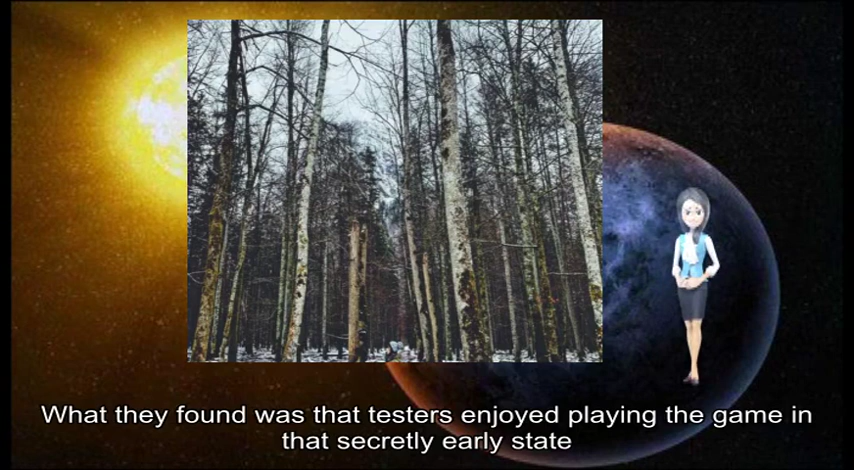 What they found was that testers enjoyed playing the game in
that secretly early state